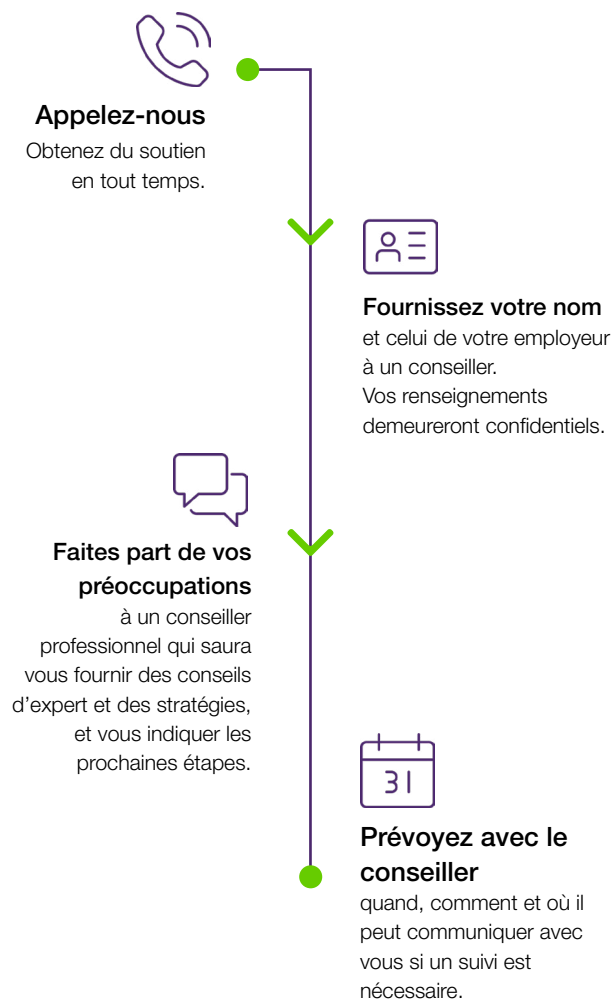 Appelez-nous
Obtenez du soutien
en tout temps.
Fournissez votre nom
et celui de votre employeur
à un conseiller.
Vos renseignements
demeureront confidentiels.
Faites part de vos
préoccupations
à un conseiller
professionnel qui saura
vous fournir des conseils
d’expert et des stratégies,
et vous indiquer les
prochaines étapes.
31
Prévoyez avec le
conseiller
quand, comment et où il
peut communiquer avec
vous si un suivi est
nécessaire.